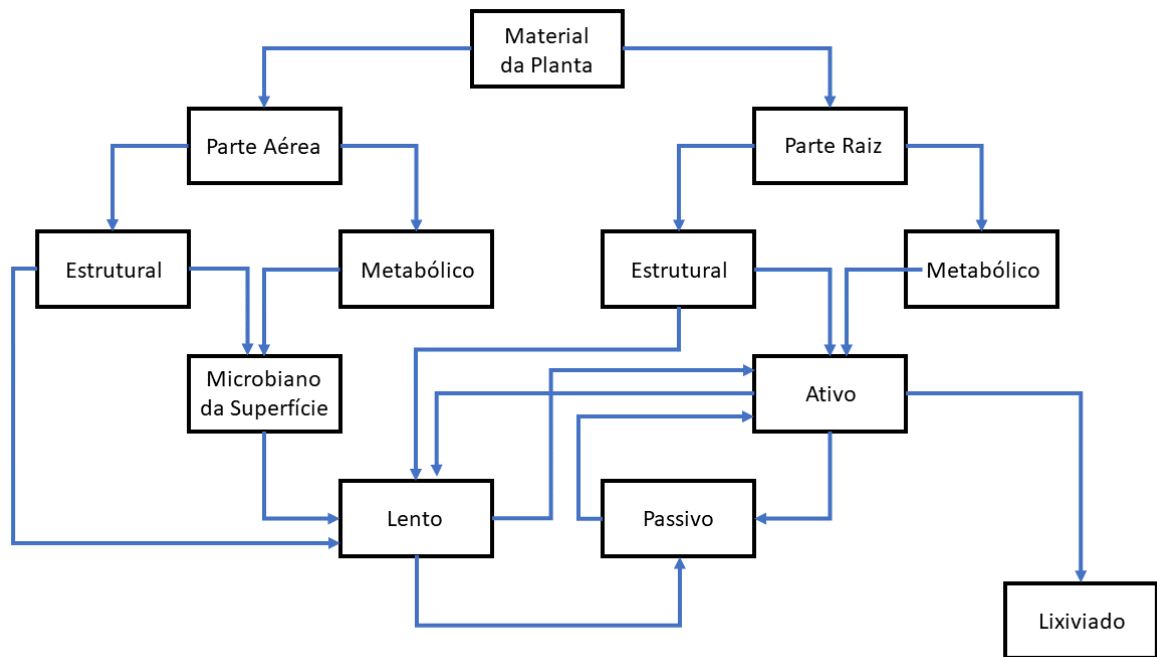 Material
da Planta
Parte Aérea
Parte Raiz
Estrutural
Metabólico
Estrutural
Metabólico
Microbiano
da Superfície
Ativo
Lento
Passivo
Lixiviado